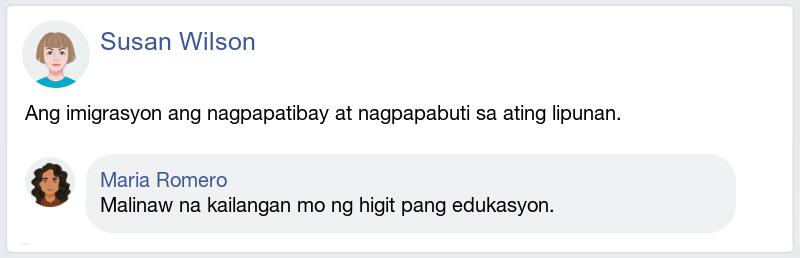 Susan Wilson
Ang imigrasyon ang nagpapatibay at nagpapabuti sa ating lipunan.
Maria Romero
Malinaw na kailangan mo ng higit pang edukasyon.